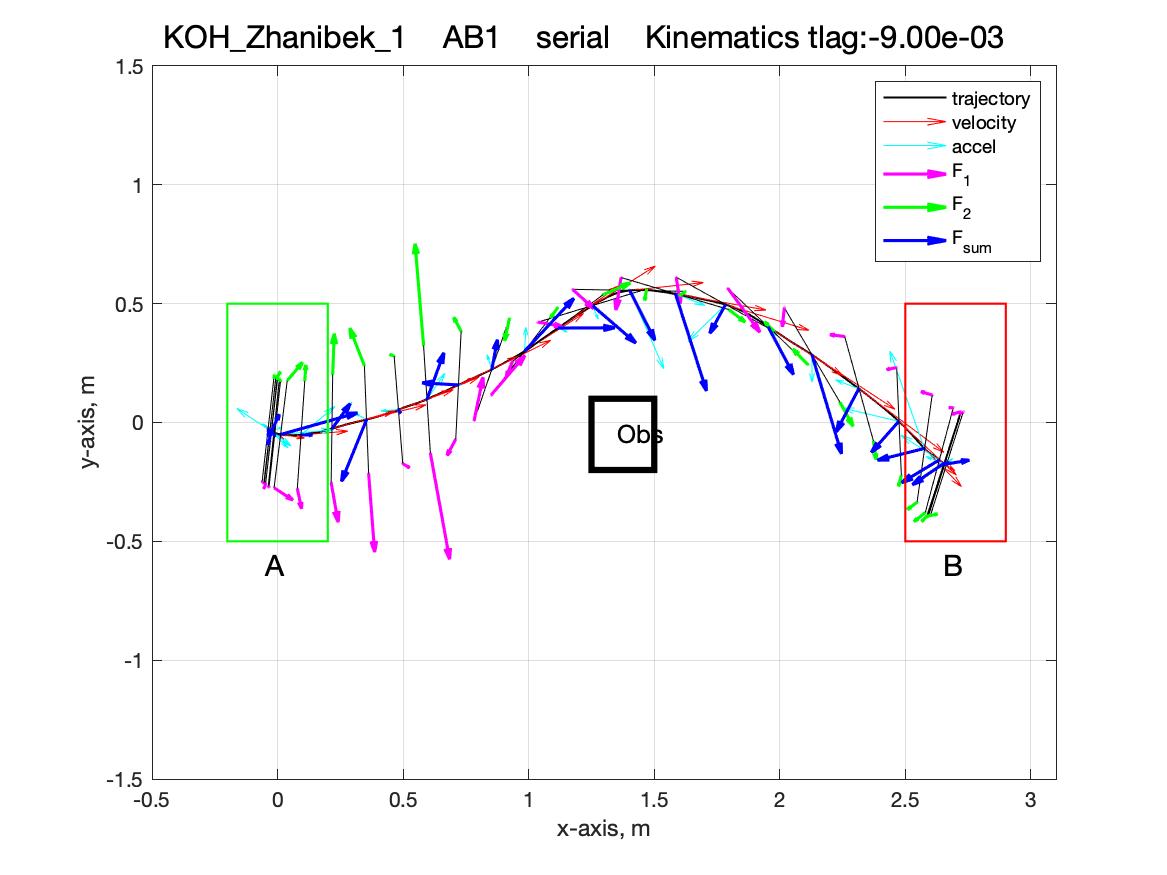 KOH_Zhanibek_1 AB1 serial Kinematics tlag:-9.00e-03
1.5
trajectory
velocity
accel
F1
F2
Fsum
1
0.5
0
Obs
-0.5
A
B
-1
-1.5
-0.5 0 0.5 1 1.5 2 2.5 3
x-axis, m
y-axis, m